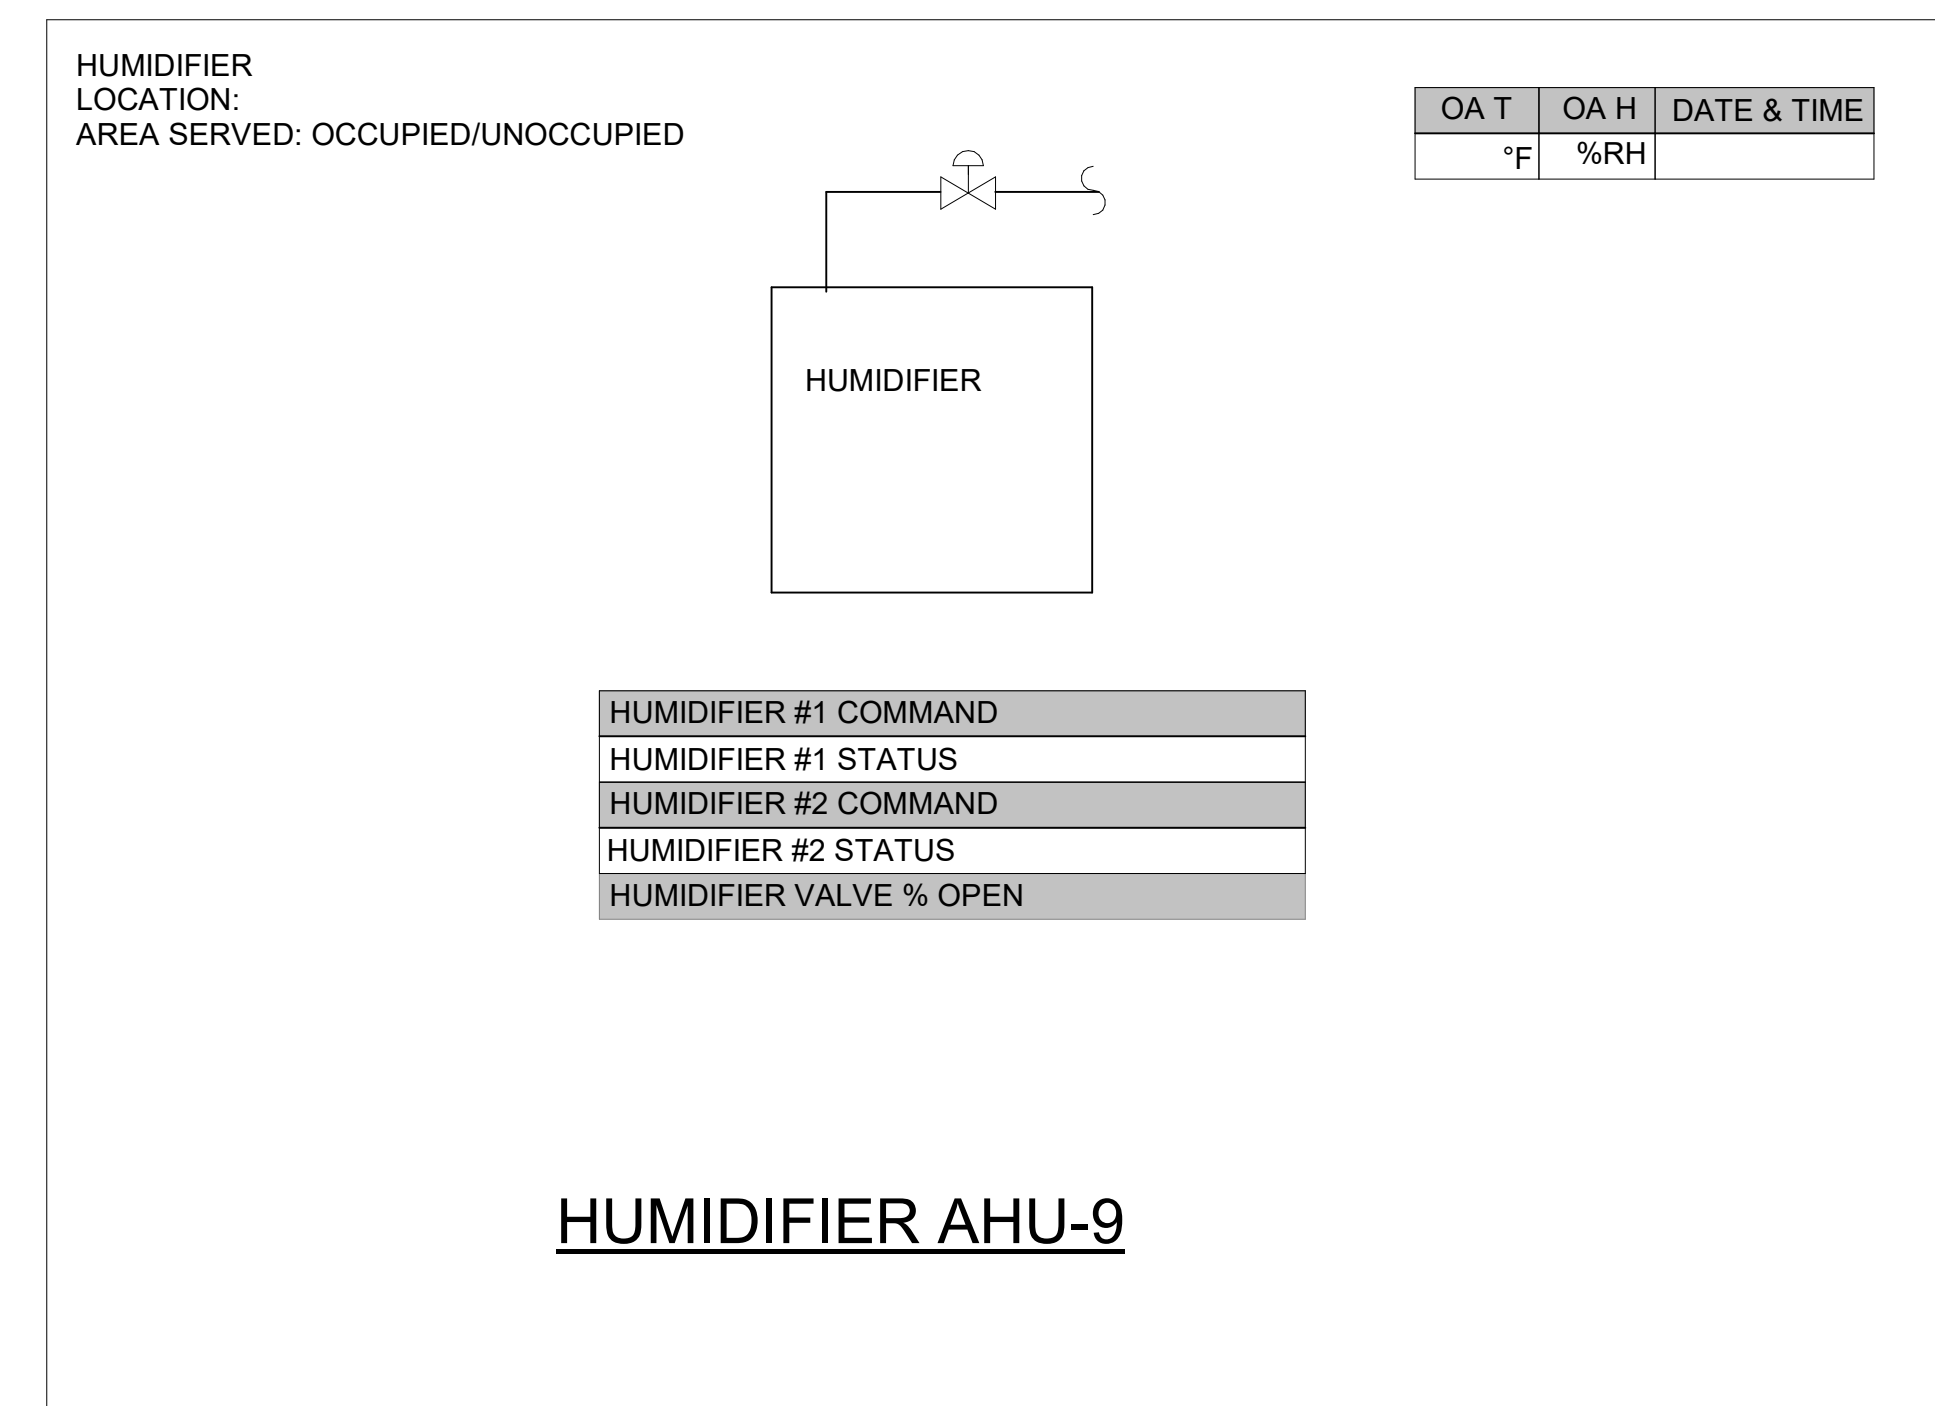 HUMIDIFIER
LOCATION:
AREA SERVED: OCCUPIED/UNOCCUPIED
OA T OA H DATE & TIME
°F %RH
HUMIDIFIER
HUMIDIFIER #1 COMMAND
HUMIDIFIER #1 STATUS
HUMIDIFIER #2 COMMAND
HUMIDIFIER #2 STATUS
HUMIDIFIER VALVE % OPEN
HUMIDIFIER AHU-9